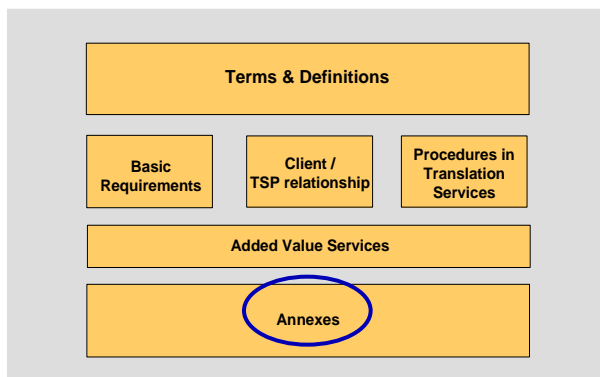 Terms & Definitions
Basic
Requirements
Client /
TSP relationship
Procedures in
Translation
Services
Added Value Services
Annexes